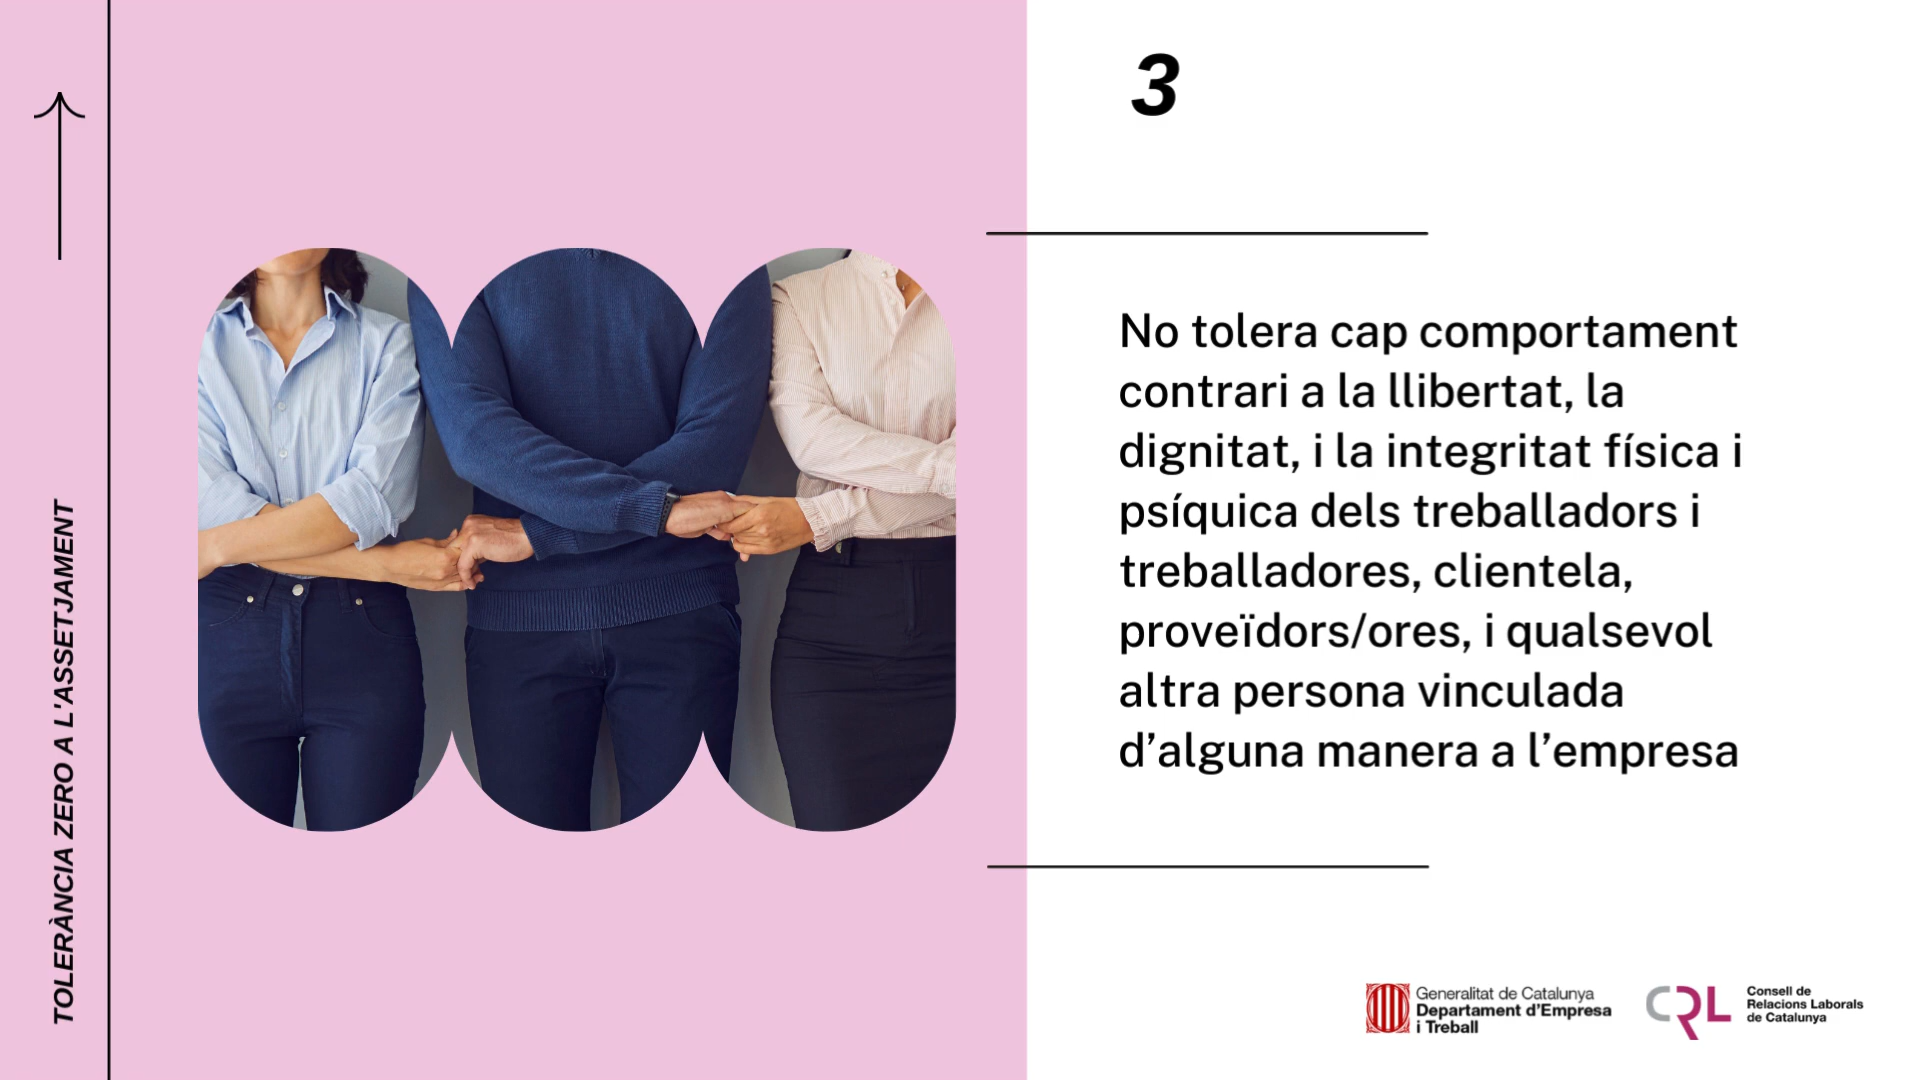 TOLERÀNCIA ZERO A L'ASSETJAMENT
3
No tolera cap comportament
contrari a la llibertat, la
dignitat, i la integritat física i
psíquica dels treballadors i
treballadores, clientela,
proveïdors/ores, i qualsevol
altra persona vinculada
d’alguna manera a l’empresa
Generalitat de Catalunya
Departament d'Empresa
i Treball
CRL
Consell de
Relacions Laborals
de Catalunya